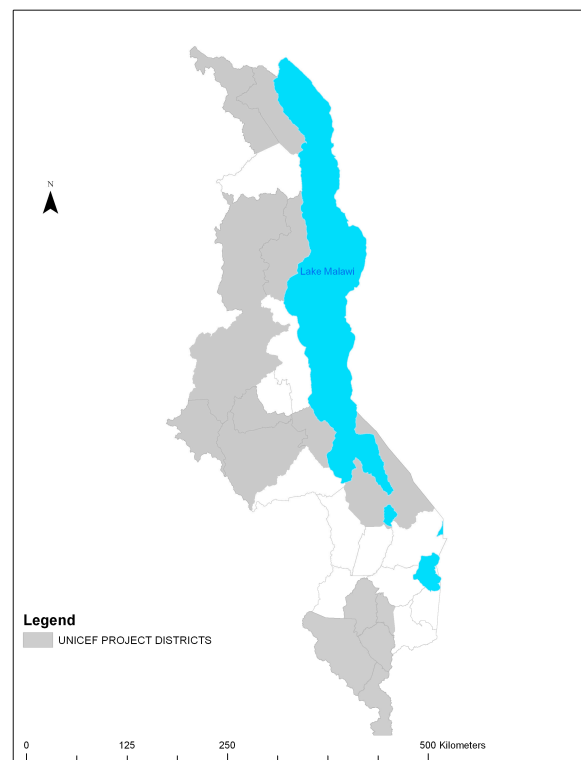 N
Lake Malawi
Legend
UNICEF PROJECT DISTRICTS
0 125 250 500 Kilometers